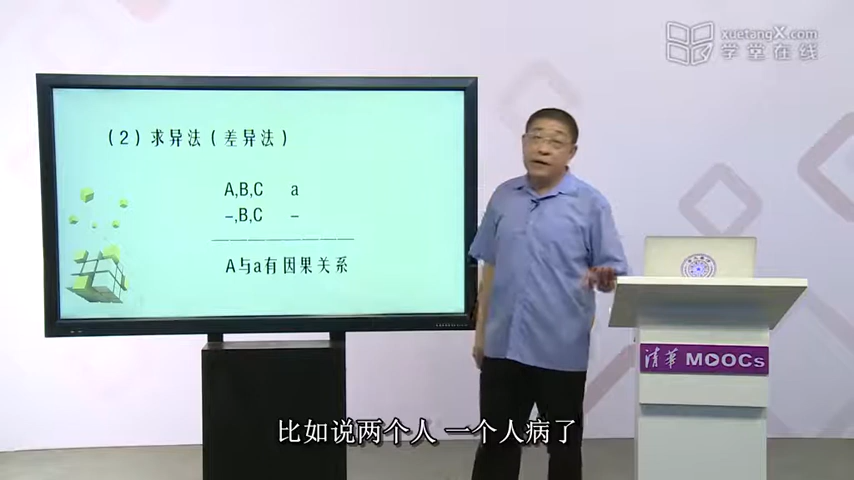 xuetangX.com
学堂在线
(2)求异法(差异法)
A,B,C a
–,B,C –
A与a有因果关系
清华 MOOCs
比如说两个人 一个人病了